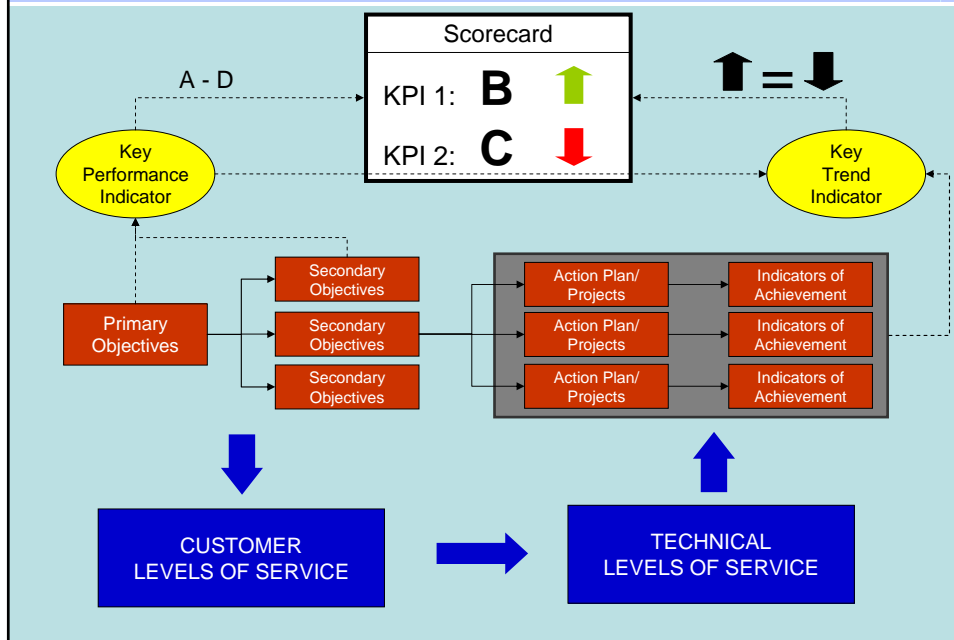 Scorecard
A - D
KPI 1: B
=
KPI 2: C
Key
Performance
Indicator
Key
Trend
Indicator
Secondary
Objectives
Action Plan/
Projects
Indicators of
Achievement
Primary
Objectives
Secondary
Objectives
Action Plan/
Projects
Indicators of
Achievement
Secondary
Objectives
Action Plan/
Projects
Indicators of
Achievement
CUSTOMER
LEVELS OF SERVICE
TECHNICAL
LEVELS OF SERVICE